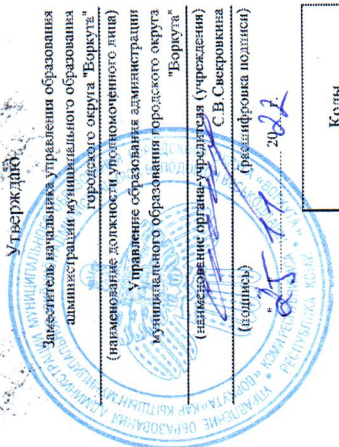 Утверждаю
Заместитель начальника управления образования
администрации муниципального образования
городского округа "Воркута"
(наименование должности уполномоченного лица)
Управление образования администрации
муниципального образования городского округа
"Воркута"
(наименование органа-учредителя (учреждения)
С.В.Свекровкина
(подпись) (расшифровка подписи)
"25" 11 2022 г.
Коды